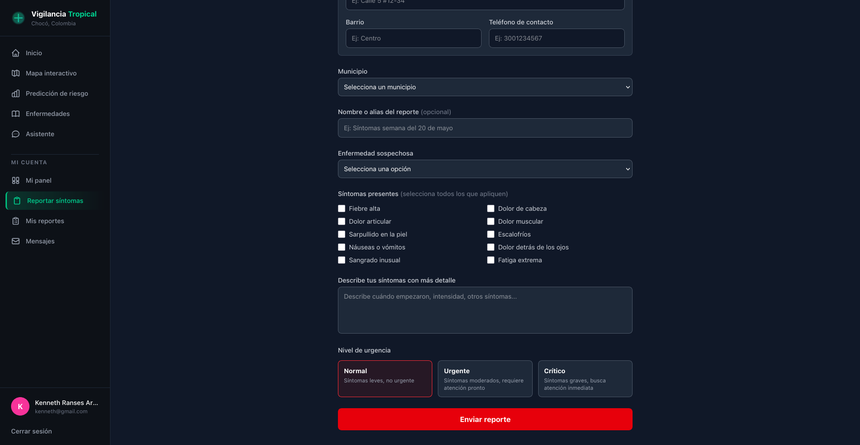 Vigilancia Tropical
Chocó, Colombia
Inicio
Mapa interactivo
Predicción de riesgo
Enfermedades
Asistente
MI CUENTA
Mi panel
Reportar síntomas
Mis reportes
Mensajes
K
Kenneth Ranses Ar...
kenneth@gmail.com
Cerrar sesión
Ej: Calle 5 #12-34
Barrio
Teléfono de contacto
Ej: Centro
Ej: 3001234567
Municipio
Selecciona un municipio
Nombre o alias del reporte (opcional)
Ej: Síntomas semana del 20 de mayo
Enfermedad sospechosa
Selecciona una opción
Síntomas presentes (selecciona todos los que apliquen)
Fiebre alta
Dolor de cabeza
Dolor articular
Dolor muscular
Sarpullido en la piel
Escalofríos
Náuseas o vómitos
Dolor detrás de los ojos
Sangrado inusual
Fatiga extrema
Describe tus síntomas con más detalle
Describe cuándo empezaron, intensidad, otros síntomas...
Nivel de urgencia
Normal
Síntomas leves, no urgente
Urgente
Síntomas moderados, requiere
atención pronto
Crítico
Síntomas graves, busca
atención inmediata
Enviar reporte